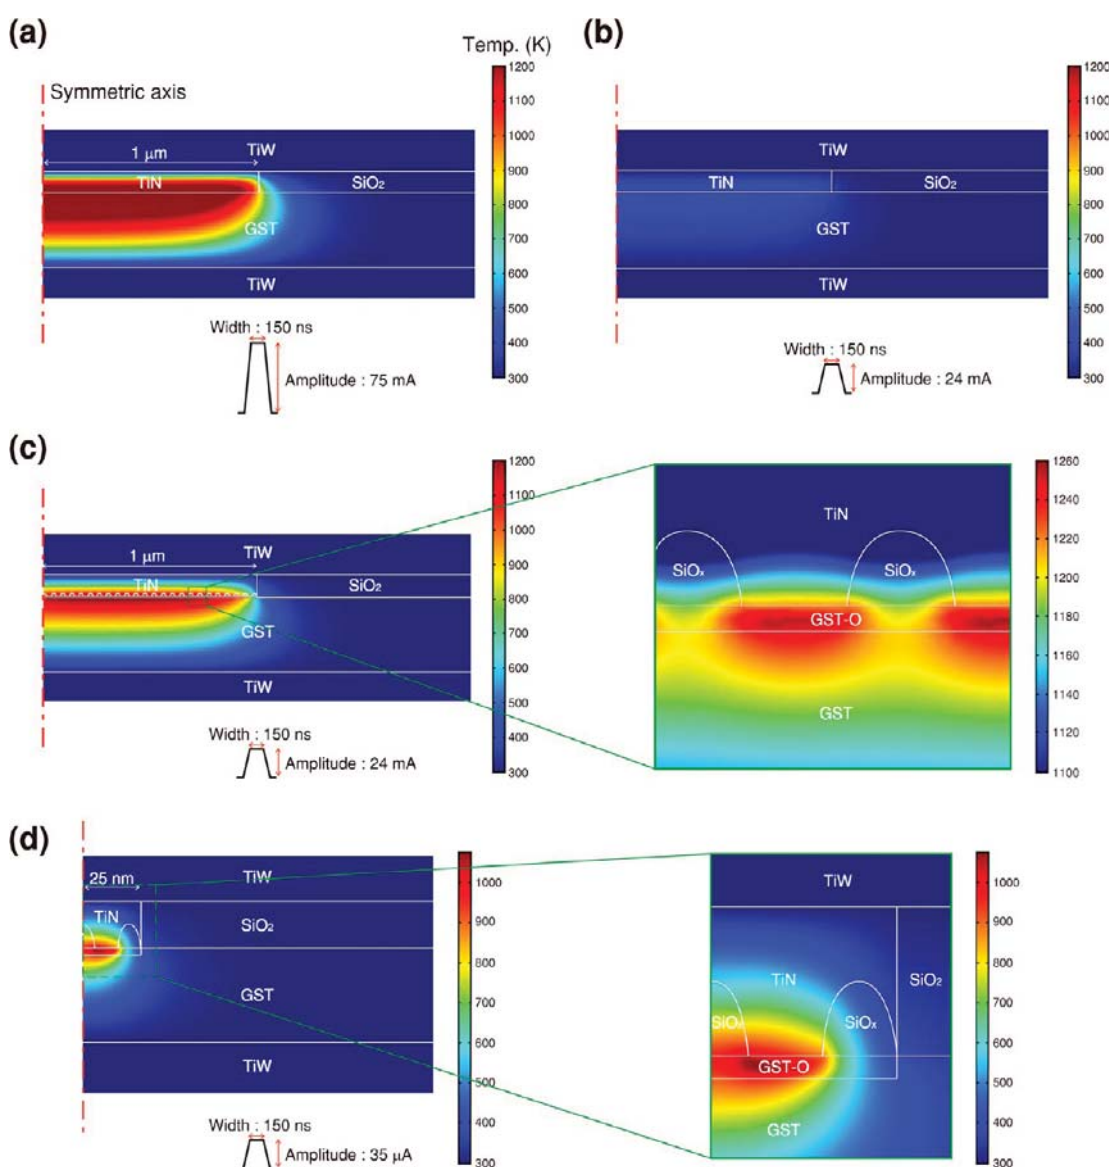 (a)
Temp. (K)
Symmetric axis
1 μm
TiW
TiN
SiO2
GST
TiW
1200
1100
1000
900
800
700
600
500
400
300
Width : 150 ns
Amplitude : 75 mA
(b)
TiW
TiN
SiO2
GST
TiW
1200
1100
1000
900
800
700
600
500
400
300
Width : 150 ns
Amplitude : 24 mA
(c)
1 μm
TiW
TiN
SiO2
GST
TiW
1200
1100
1000
900
800
700
600
500
400
300
Width : 150 ns
Amplitude : 24 mA
TiN
SiOx
SiOx
GST-O
GST
1260
1240
1220
1200
1180
1160
1140
1120
1100
(d)
25 nm
TiW
TiN
SiO2
GST
TiW
1000
900
800
700
600
500
400
300
Width : 150 ns
Amplitude : 35 μA
TiW
TiN
SiO2
SiOx
SiOx
GST-O
GST
1000
900
800
700
600
500
400
300